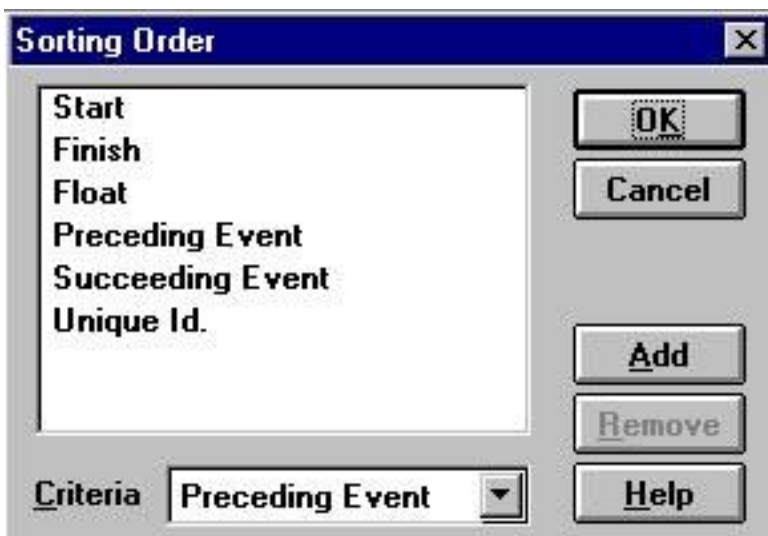 Sorting Order
Start
Finish
Float
Preceding Event
Succeeding Event
Unique Id.
OK
Cancel
Add
Remove
Help
Criteria
Preceding Event